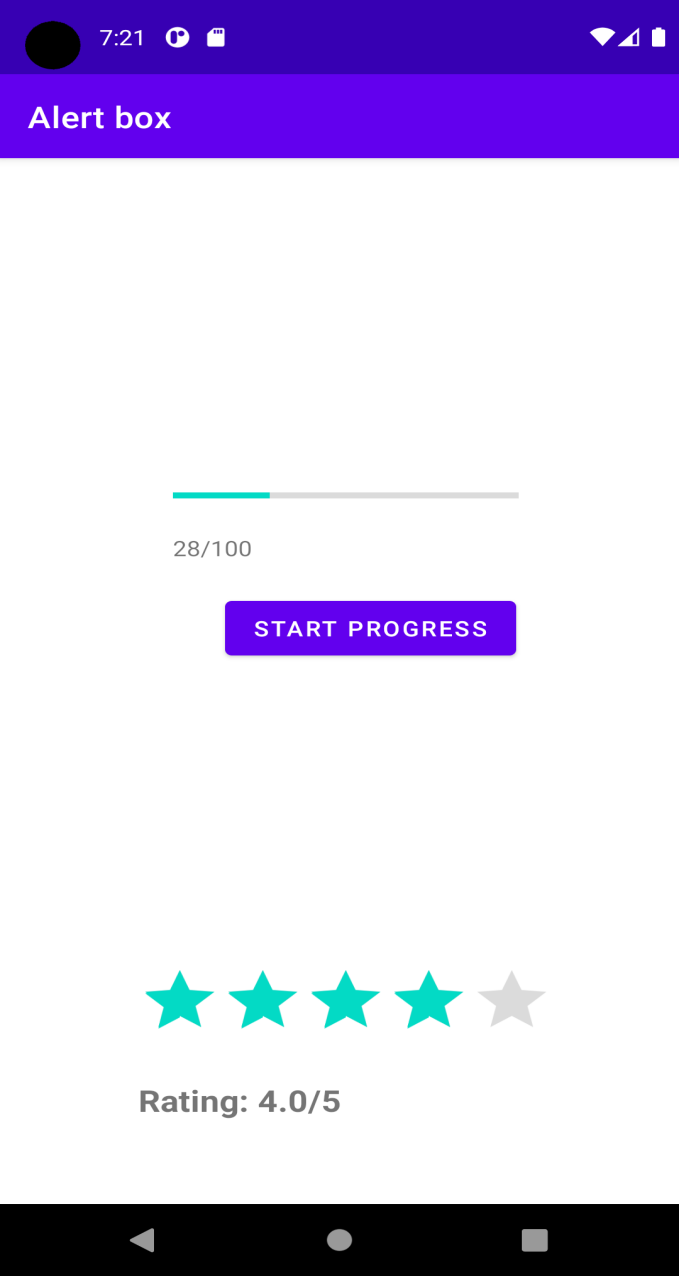 7:21
Alert box
28/100
START PROGRESS
Rating: 4.0/5